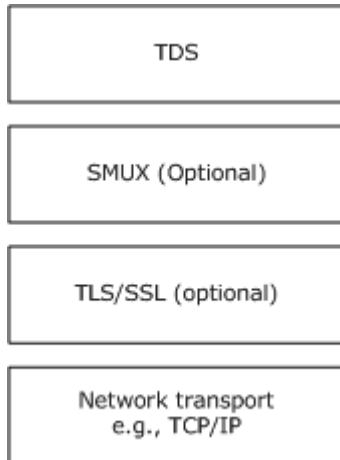 TDS
SMUX (Optional)
TLS/SSL (optional)
Network transport
e.g., TCP/IP